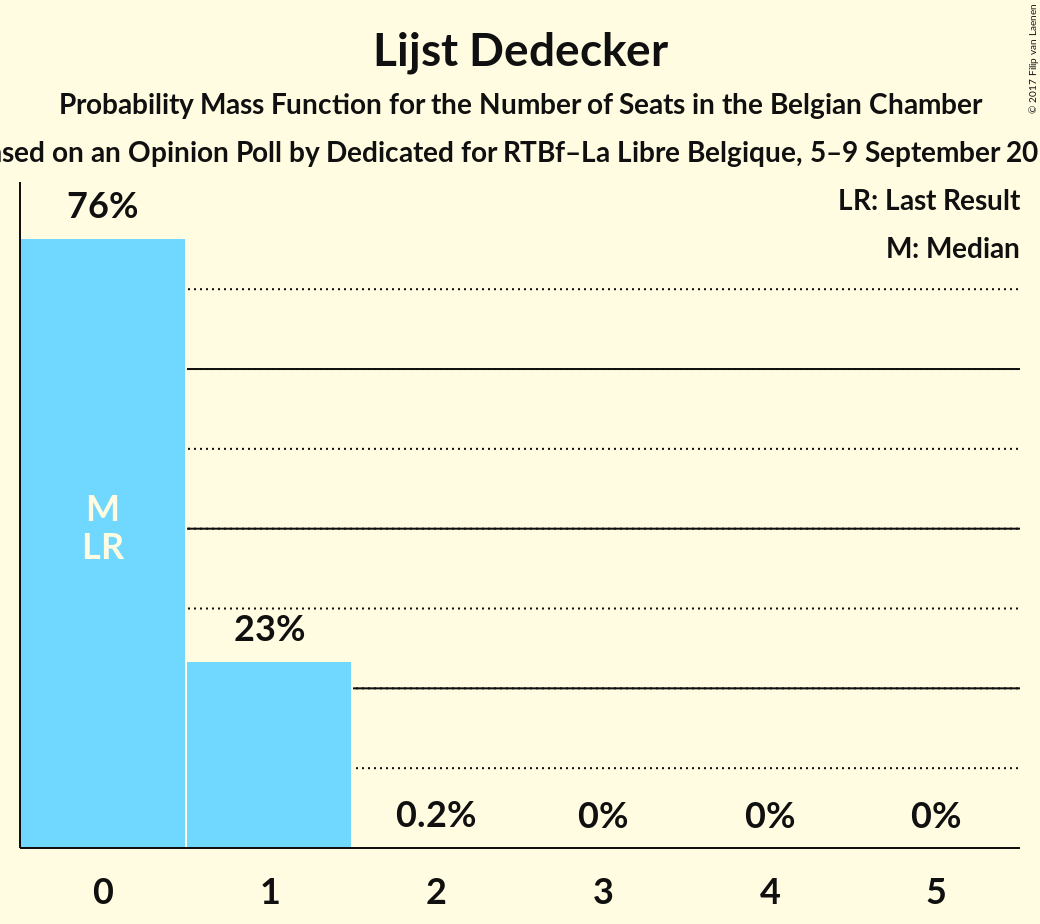 Lijst Dedecker
Probability Mass Function for the Number of Seats in the Belgian Chamber
on an Opinion Poll by Dedicated for RTBf–La Libre Belgique, 5–9 September
© 2017 Filip van Laenen
LR: Last Result
M: Median
76%
M
LR
23%
0.2%
0%
0%
0%
0
1
2
3
4
5